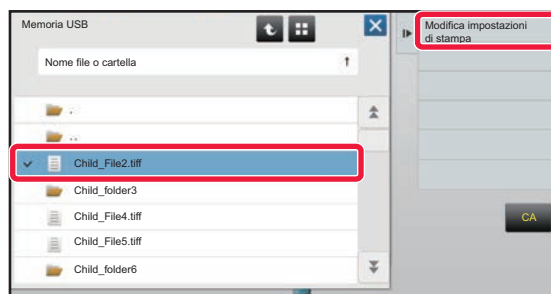 Memoria USB
Nome file o cartella
.
..
Child_File2.tiff
Child_folder3
Child_File4.tiff
Child_File5.tiff
Child_folder6
Modifica impostazioni
di stampa
CA